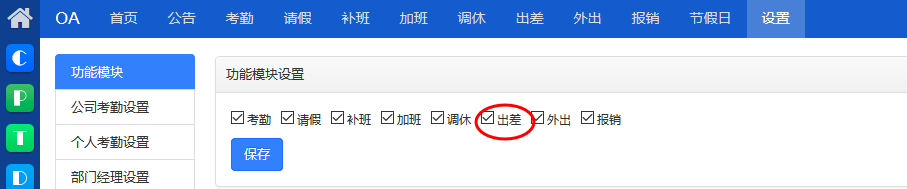 OA 首页 公告 考勤 请假 补班 加班 调休 出差 外出 报销 节假日 设置
C
P
T
D
功能模块
公司考勤设置
个人考勤设置
部门经理设置
功能模块设置
考勤 请假 补班 加班 调休 出差 外出 报销
保存